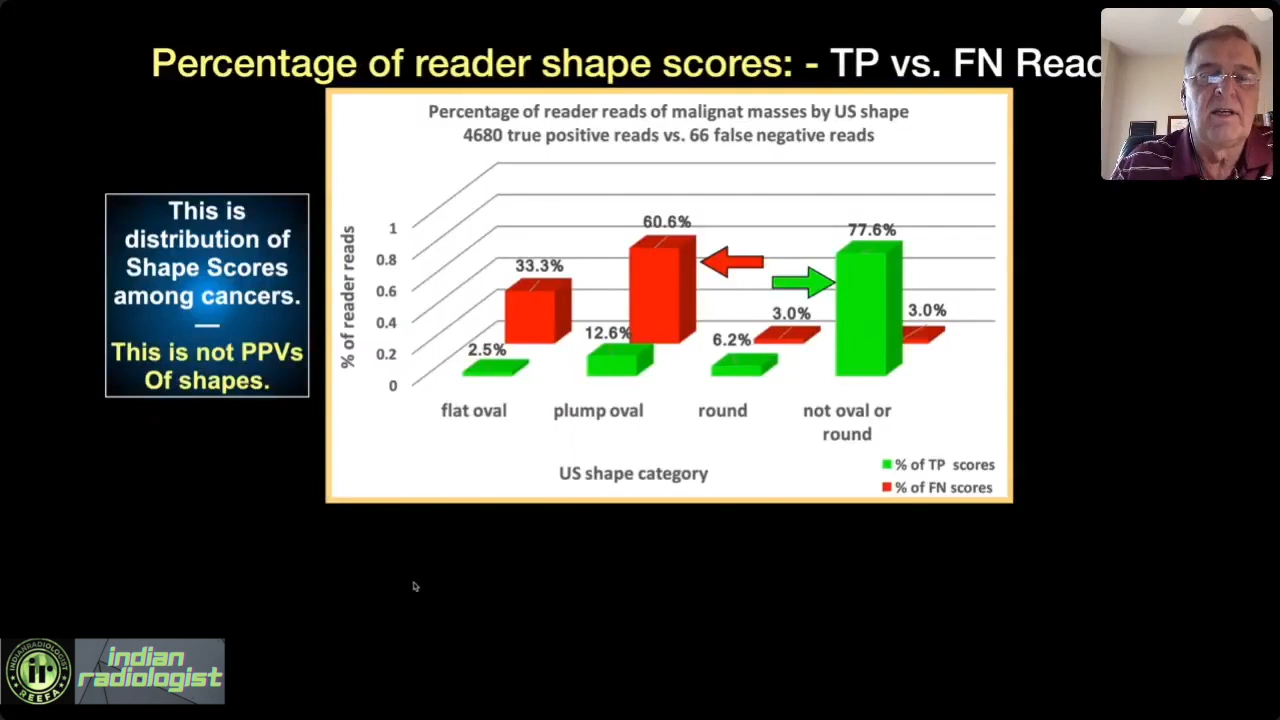 Percentage of reader shape scores: - TP vs. FN Read
Percentage of reader reads of malignat masses by US shape
4680 true positive reads vs. 66 false negative reads
This is
distribution of
Shape Scores
among cancers.
—
This is not PPVs
Of shapes.
% of reader reads
1
0.8
0.6
0.4
0.2
0
33.3%
60.6%
3.0%
3.0%
2.5%
12.6%
6.2%
77.6%
flat oval
plump oval
round
not oval or
round
US shape category
% of TP scores
% of FN scores
INDIANRADIOLOGIST
ir
REEFA
indian
radiologist